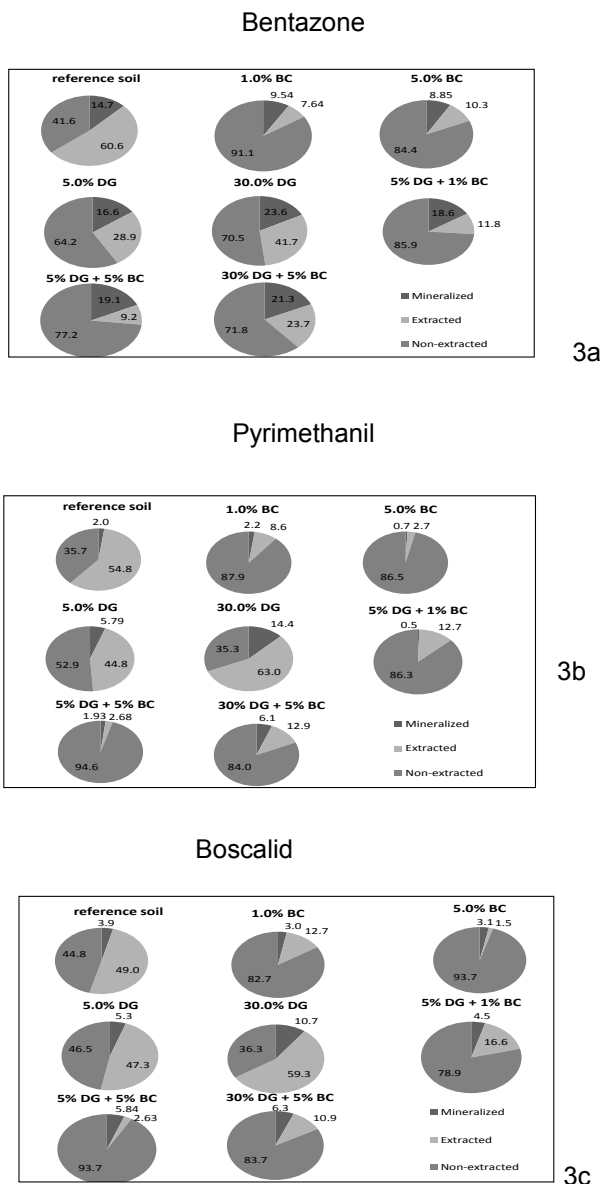 Bentazone
reference soil 1.0% BC 5.0% BC
14.7 9.54 8.85
7.64 10.3
41.6
60.6 91.1 84.4
5.0% DG 30.0% DG 5% DG + 1% BC
16.6 23.6 18.6
11.8
64.2 28.9 70.5 41.7 85.9
5% DG + 5% BC 30% DG + 5% BC
19.1 21.3 Mineralized
9.2 23.7 Extracted
77.2 71.8 Non-extracted
3a
Pyrimethanil
reference soil 1.0% BC 5.0% BC
2.0 2.2 8.6 0.7 2.7
35.7
54.8 87.9 86.5
5.0% DG 30.0% DG 5% DG + 1% BC
5.79 14.4 0.5 12.7
52.9 44.8 35.3 63.0 86.3
3b
5% DG + 5% BC 30% DG + 5% BC
1.93 2.68 6.1 12.9 Mineralized
Extracted
94.6 84.0 Non-extracted
Boscalid
reference soil 1.0% BC 5.0% BC
3.9 3.0 12.7 3.1 1.5
44.8 49.0 82.7 93.7
5.0% DG 30.0% DG 5% DG + 1% BC
5.3 10.7 4.5
16.6
46.5 47.3 36.3 59.3 78.9
5% DG + 5% BC 30% DG + 5% BC
5.84 2.63 6.3 10.9 Mineralized
Extracted
93.7 83.7 Non-extracted
3c